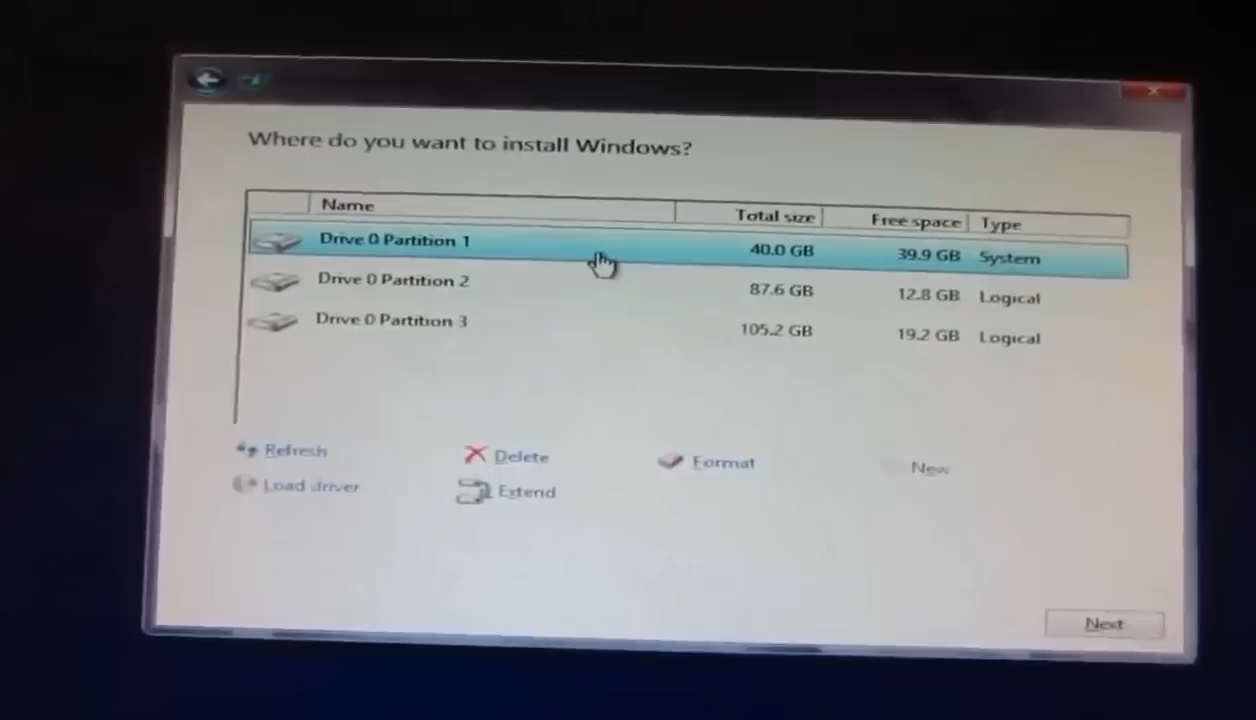 Where do you want to install Windows?
Name Total size Free space Type
Drive 0 Partition 1 40.0 GB 39.9 GB System
Drive 0 Partition 2 87.6 GB 12.8 GB Logical
Drive 0 Partition 3 105.2 GB 19.2 GB Logical
Refresh Delete Format New
Load driver Extend
Next